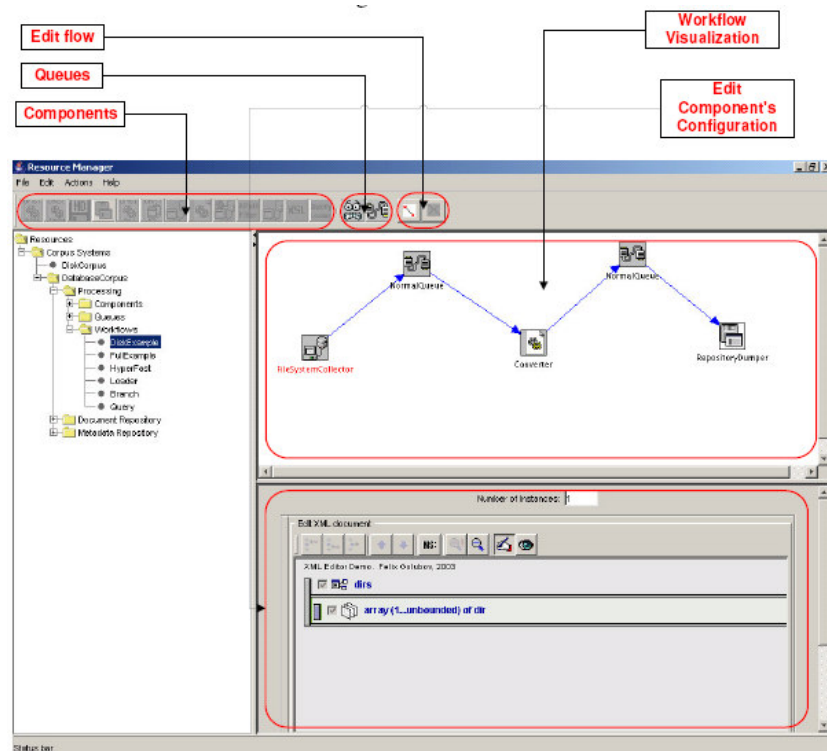 Edit flow
Workflow
Visualization
Queues
Edit
Component's
Configuration
Components
Resource Manager
File Edit Actions Help
XSL
Resources
Corpus Systems
DiskCorpus
DatabaseCorpus
Processing
Components
Queues
Workflows
DiskExample
FullExample
HyperFast
Loader
Branch
Query
Document Repository
Metadata Repository
NormalQueue
NormalQueue
FileSystemCollector
Converter
RepositoryDumper
Number of Instances: 1
Edit XML document
NS:
XML Editor Demo. Felix Golubov, 2003
dirs
array (1...unbounded) of dir
Status bar